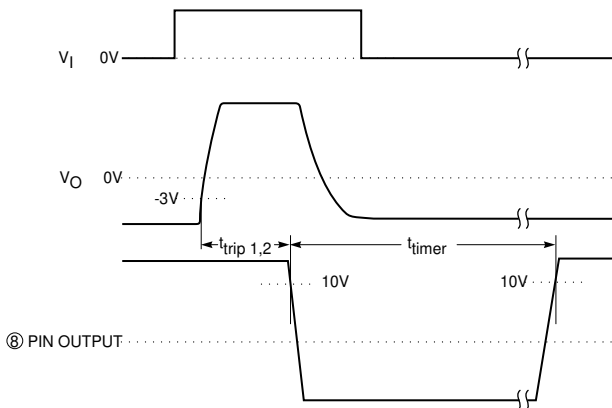 VI 0V
VO 0V
-3V
ttrip 1,2 ttimer
10V 10V
⑧ PIN OUTPUT